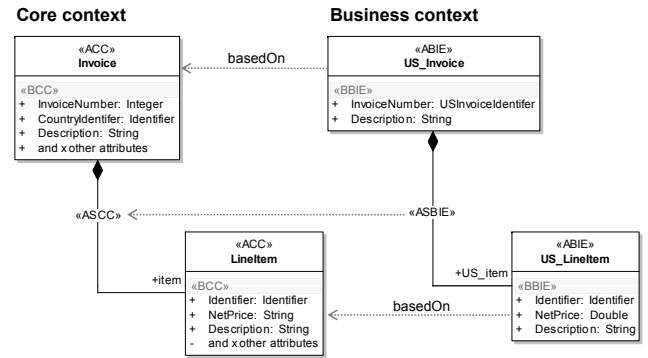 Core context
Business context
«ACC»
Invoice
«BCC»
+ InvoiceNumber: Integer
+ CountryIdentifer: Identifier
+ Description: String
+ and x other attributes
basedOn
«ABIE»
US_Invoice
«BBIE»
+ InvoiceNumber: USInvoiceIdentifer
+ Description: String
«ASCC»
«ASBIE»
+item
«ACC»
LineItem
«BCC»
+ Identifier: Identifier
+ NetPrice: String
+ Description: String
- and x other attributes
basedOn
+US_item
«ABIE»
US_LineItem
«BBIE»
+ Identifier: Identifier
+ NetPrice: Double
+ Description: String